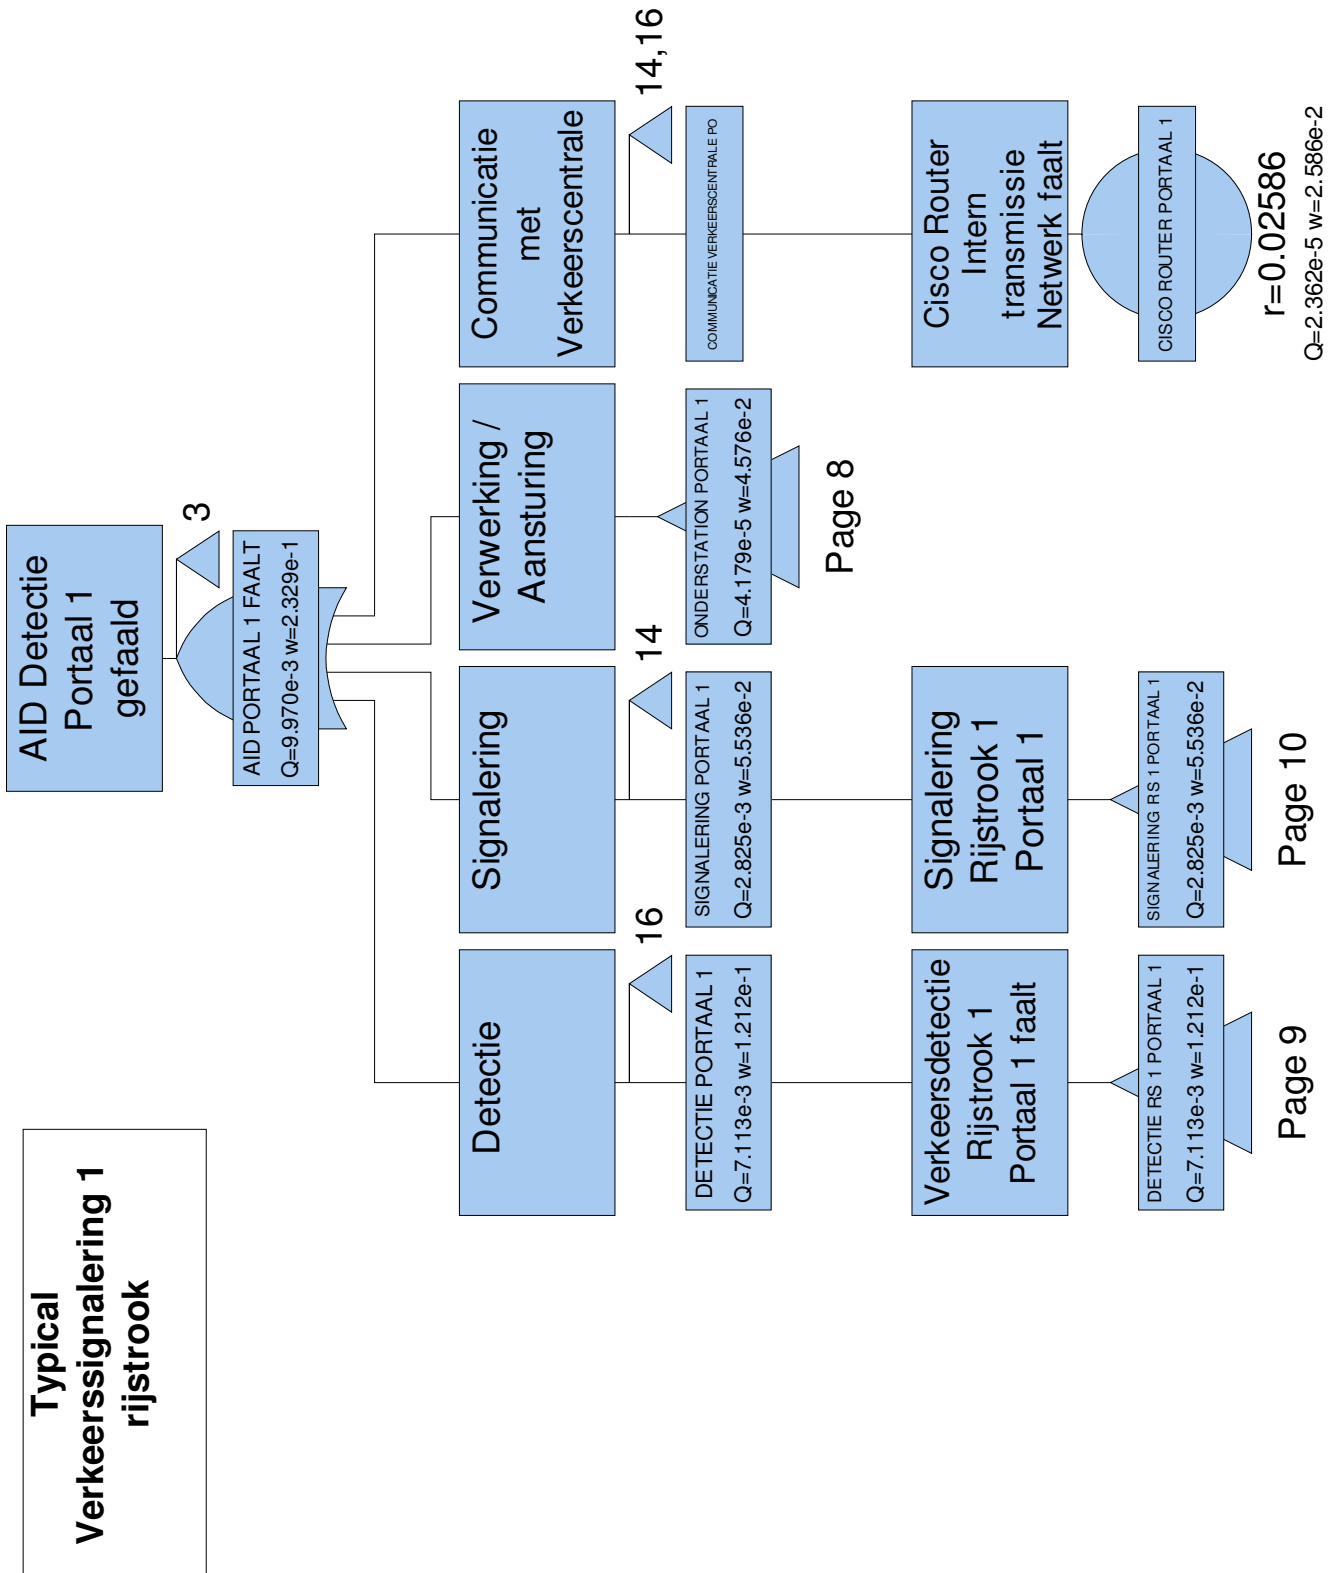 Typical
Verkeerssignalering 1
rijstrook
AID Detectie
Portaal 1
gefaald
3
AID PORTAAL 1 FAALT
Q=9.970e-3 w=2.329e-1
Detectie
16
DETECTIE PORTAAL 1
Q=7.113e-3 w=1.212e-1
Signalering
14
SIGNALERING PORTAAL 1
Q=2.825e-3 w=5.536e-2
Verwerking /
Aansturing
ONDERSTATION PORTAAL 1
Q=4.179e-5 w=4.576e-2
Page 8
Communicatie
met
Verkeerscentrale
14,16
COMMUNICATIE VERKEERSCENTRALE PO
Verkeersdetectie
Rijstrook 1
Portaal 1 faalt
DETECTIE RS 1 PORTAAL 1
Q=7.113e-3 w=1.212e-1
Page 9
Signalering
Rijstrook 1
Portaal 1
SIGNALERING RS 1 PORTAAL 1
Q=2.825e-3 w=5.536e-2
Page 10
Cisco Router
Intern
transmissie
Netwerk faalt
CISCO ROUTER PORTAAL 1
r=0.02586
Q=2.362e-5 w=2.586e-2